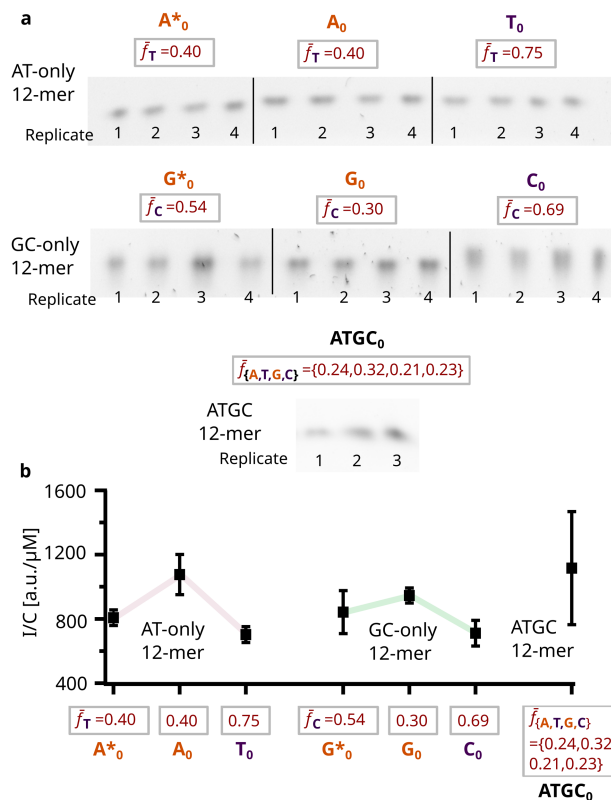 a
A*₀ A₀ T₀
f̄T =0.40 f̄T =0.40 f̄T =0.75
AT-only
12-mer
Replicate 1 2 3 4 1 2 3 4 1 2 3 4
G*₀ G₀ C₀
f̄C =0.54 f̄C =0.30 f̄C =0.69
GC-only
12-mer
Replicate 1 2 3 4 1 2 3 4 1 2 3 4
ATGC₀
f̄{A,T,G,C} ={0.24,0.32,0.21,0.23}
ATGC
12-mer
Replicate 1 2 3
b
I/C [a.u./μM]
1600
1200
800
400
AT-only
12-mer
GC-only
12-mer
ATGC
12-mer
f̄T =0.40 0.40 0.75 f̄C =0.54 0.30 0.69
A*₀ A₀ T₀ G*₀ G₀ C₀
f̄{A,T,G,C}
={0.24,0.32
0.21,0.23}
ATGC₀